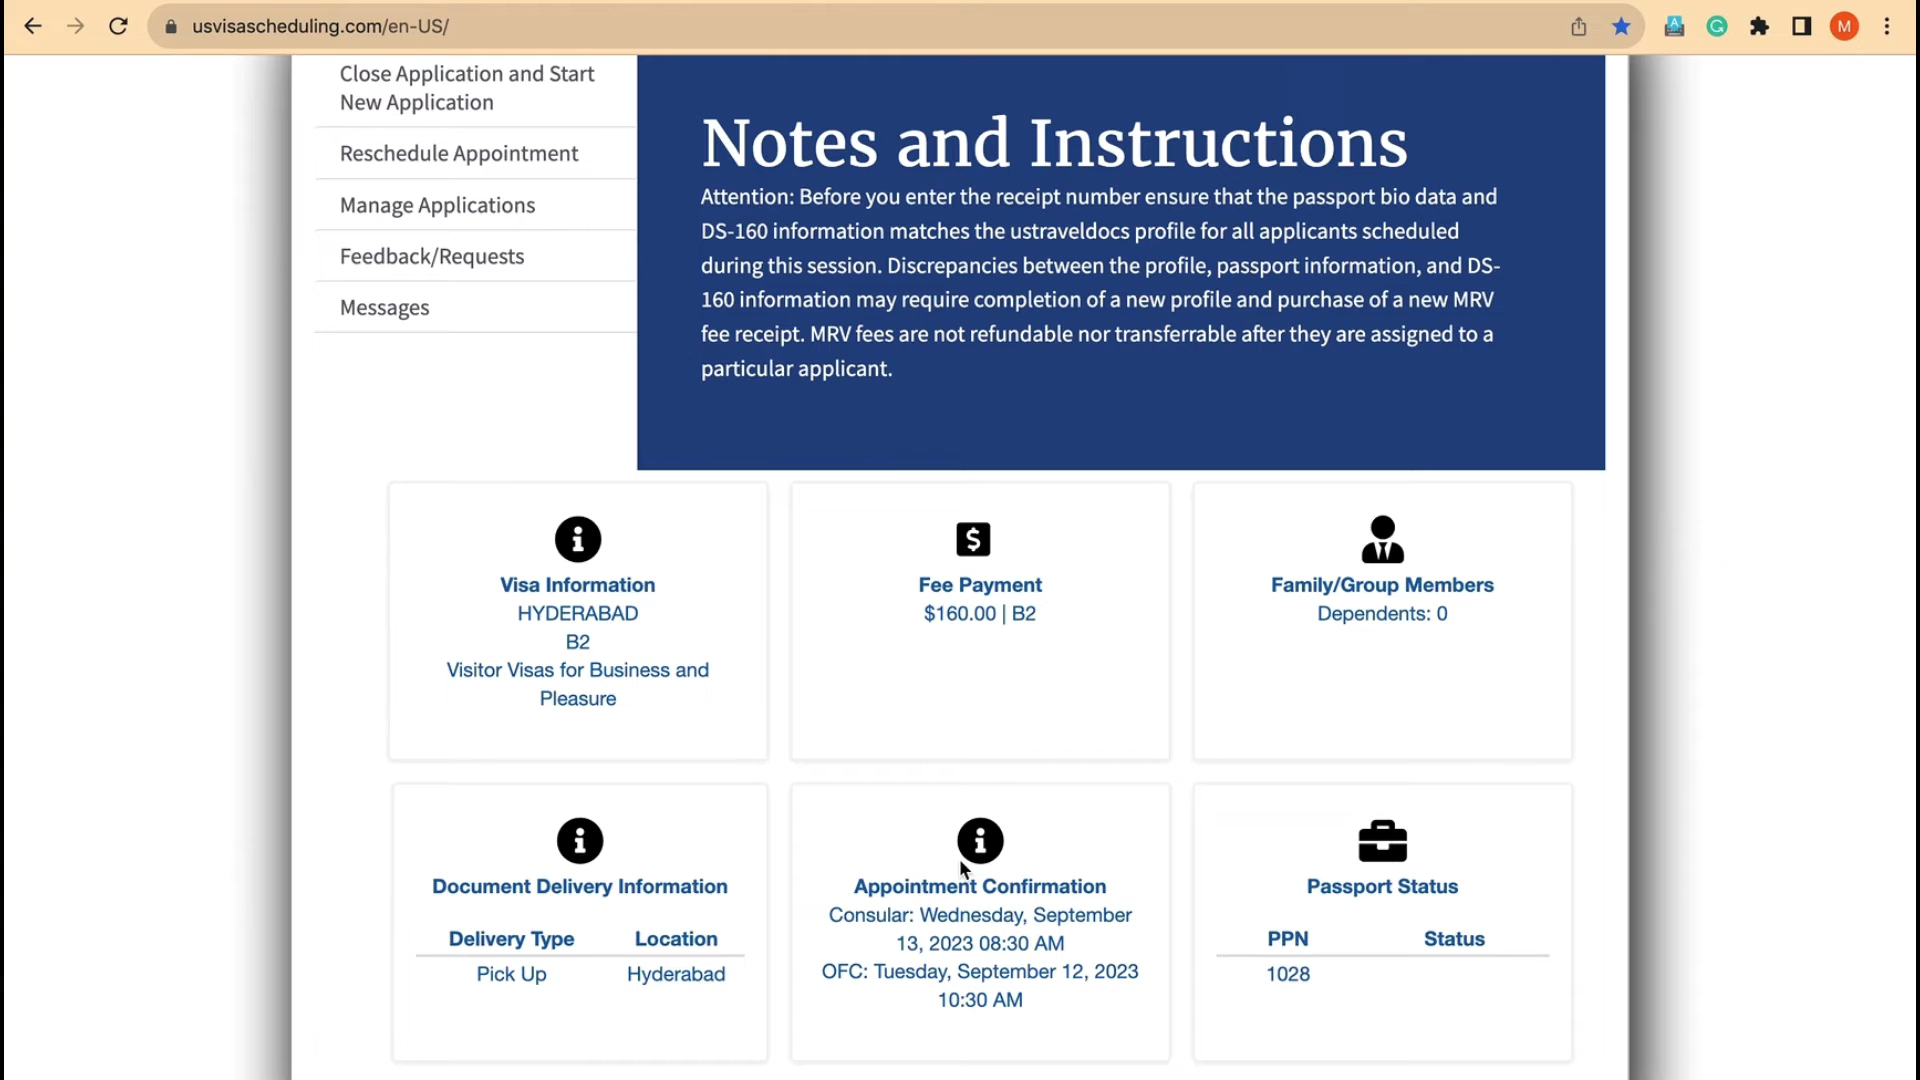 usvisascheduling.com/en-US/
M
Close Application and Start
New Application
Reschedule Appointment
Manage Applications
Feedback/Requests
Messages
Notes and Instructions
Attention: Before you enter the receipt number ensure that the passport bio data and
DS-160 information matches the ustraveldocs profile for all applicants scheduled
during this session. Discrepancies between the profile, passport information, and DS-
160 information may require completion of a new profile and purchase of a new MRV
fee receipt. MRV fees are not refundable nor transferrable after they are assigned to a
particular applicant.
Visa Information
HYDERABAD
B2
Visitor Visas for Business and
Pleasure
Fee Payment
$160.00 | B2
Family/Group Members
Dependents: 0
Document Delivery Information
Delivery Type Location
Pick Up Hyderabad
Appointment Confirmation
Consular: Wednesday, September
13, 2023 08:30 AM
OFC: Tuesday, September 12, 2023
10:30 AM
Passport Status
PPN Status
1028